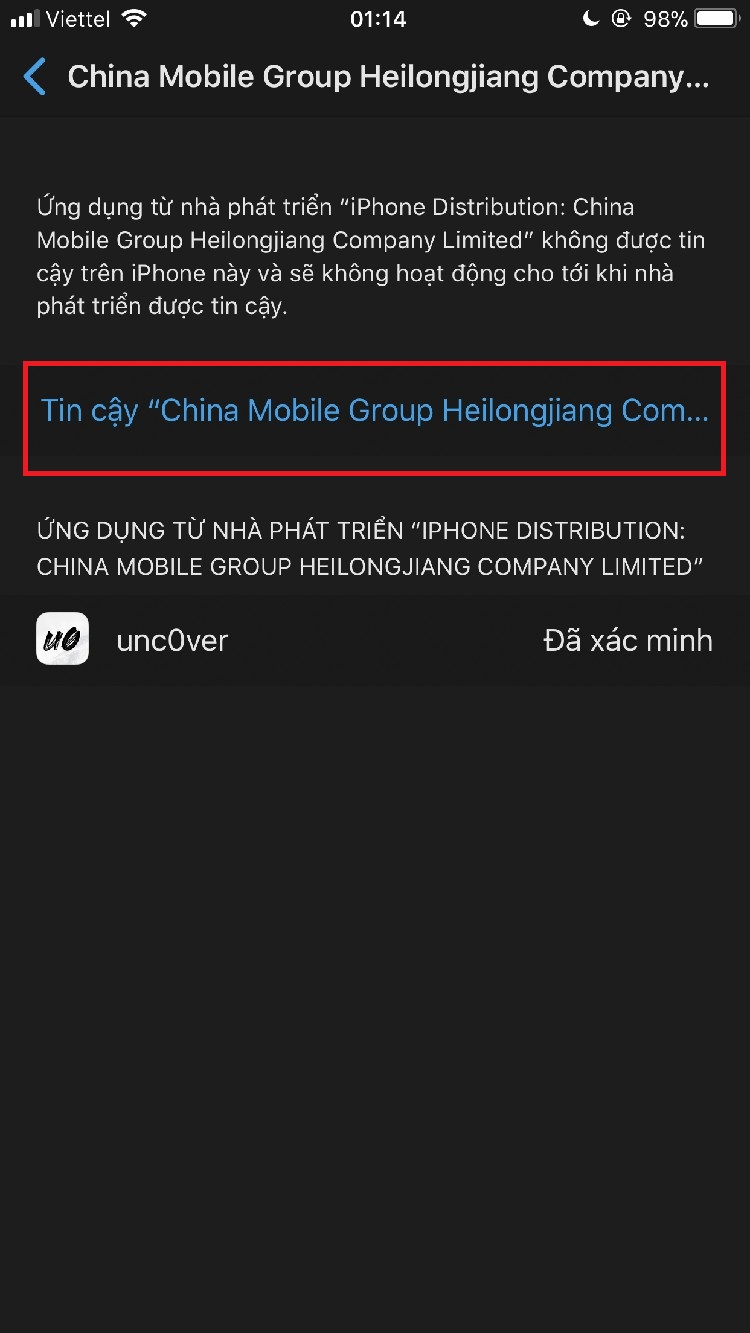 Viettel 01:14 98%
China Mobile Group Heilongjiang Company...
Ứng dụng từ nhà phát triển “iPhone Distribution: China
Mobile Group Heilongjiang Company Limited” không được tin
cậy trên iPhone này và sẽ không hoạt động cho tới khi nhà
phát triển được tin cậy.
Tin cậy “China Mobile Group Heilongjiang Com...
ỨNG DỤNG TỪ NHÀ PHÁT TRIỂN “IPHONE DISTRIBUTION:
CHINA MOBILE GROUP HEILONGJIANG COMPANY LIMITED”
u0 unc0ver Đã xác minh